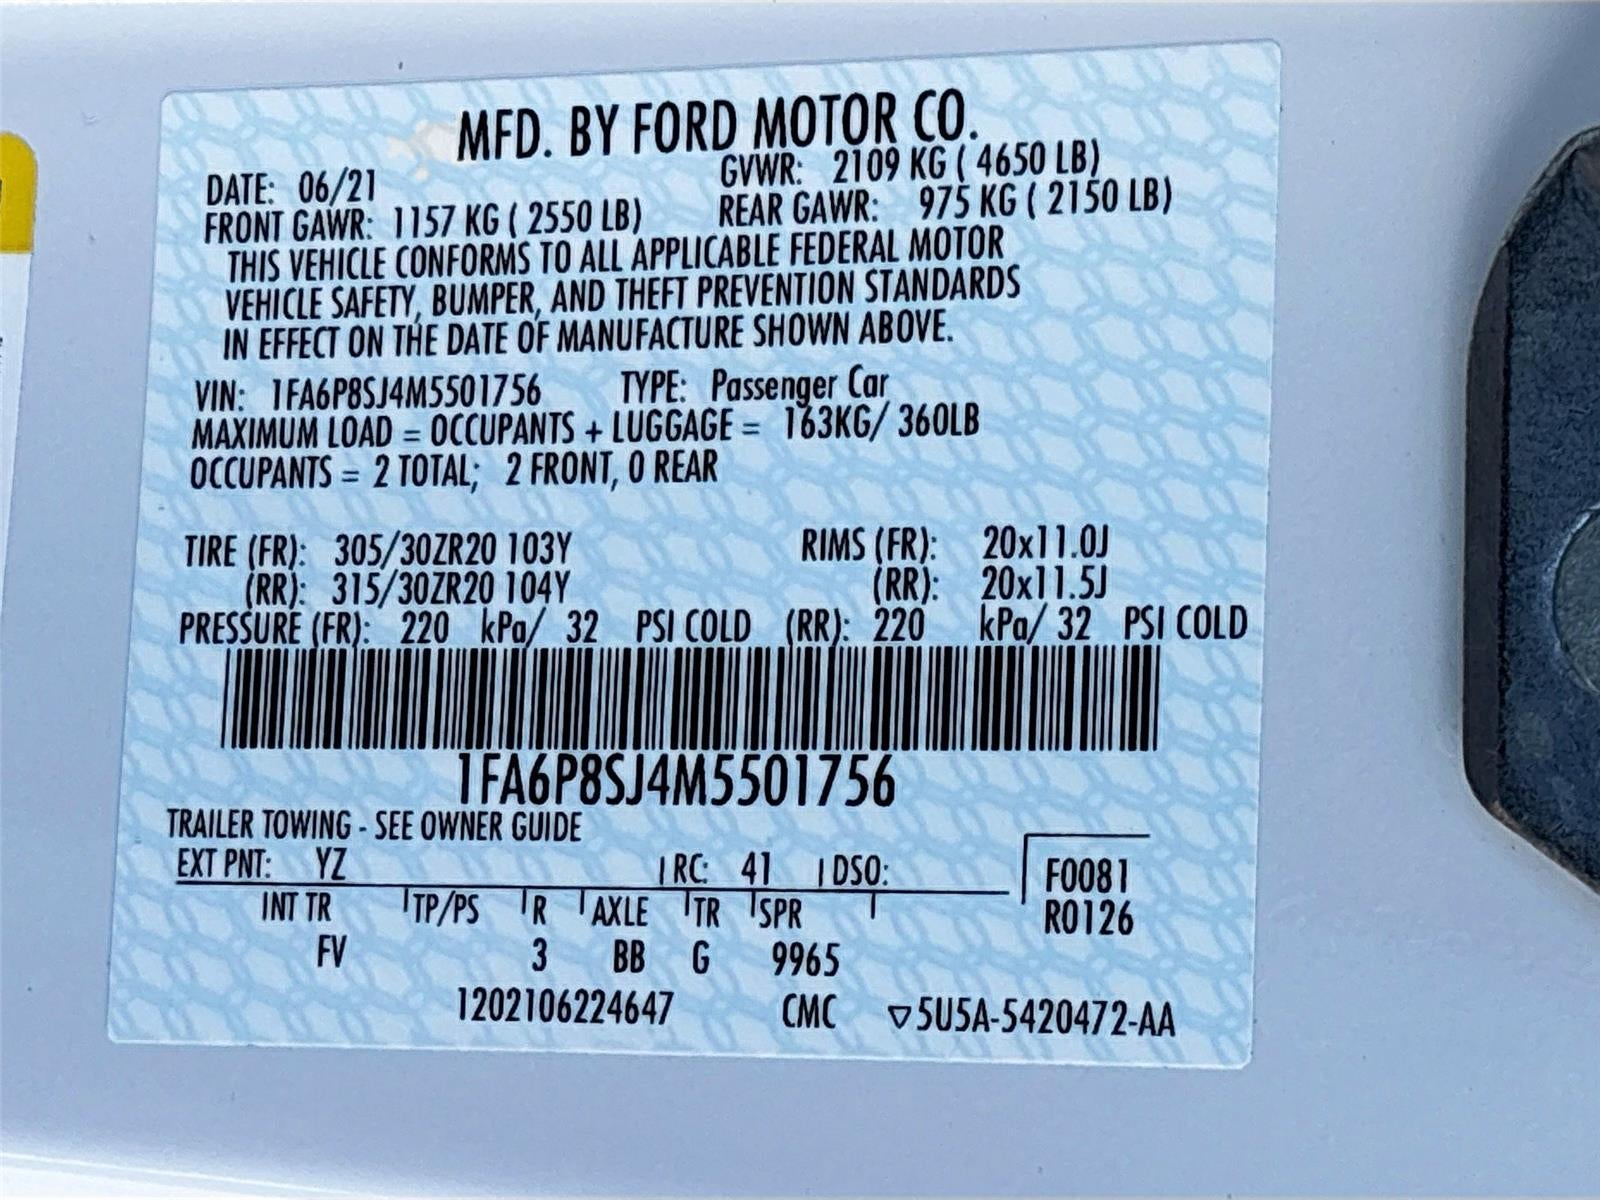 MFD. BY FORD MOTOR CO.
DATE: 06/21 GVWR: 2109 KG ( 4650 LB)
FRONT GAWR: 1157 KG ( 2550 LB) REAR GAWR: 975 KG ( 2150 LB)
THIS VEHICLE CONFORMS TO ALL APPLICABLE FEDERAL MOTOR
VEHICLE SAFETY, BUMPER, AND THEFT PREVENTION STANDARDS
IN EFFECT ON THE DATE OF MANUFACTURE SHOWN ABOVE.
VIN: 1FA6P8SJ4M5501756 TYPE: Passenger Car
MAXIMUM LOAD = OCCUPANTS + LUGGAGE = 163KG/ 360LB
OCCUPANTS = 2 TOTAL; 2 FRONT, 0 REAR
TIRE (FR): 305/30ZR20 103Y RIMS (FR): 20x11.0J
(RR): 315/30ZR20 104Y (RR): 20x11.5J
PRESSURE (FR): 220 kPa/ 32 PSI COLD (RR): 220 kPa/ 32 PSI COLD
1FA6P8SJ4M5501756
TRAILER TOWING - SEE OWNER GUIDE
EXT PNT: YZ RC: 41 DSO: F0081
INT TR TP/PS R AXLE TR SPR R0126
FV 3 BB G 9965
1202106224647 CMC ▽5U5A-5420472-AA